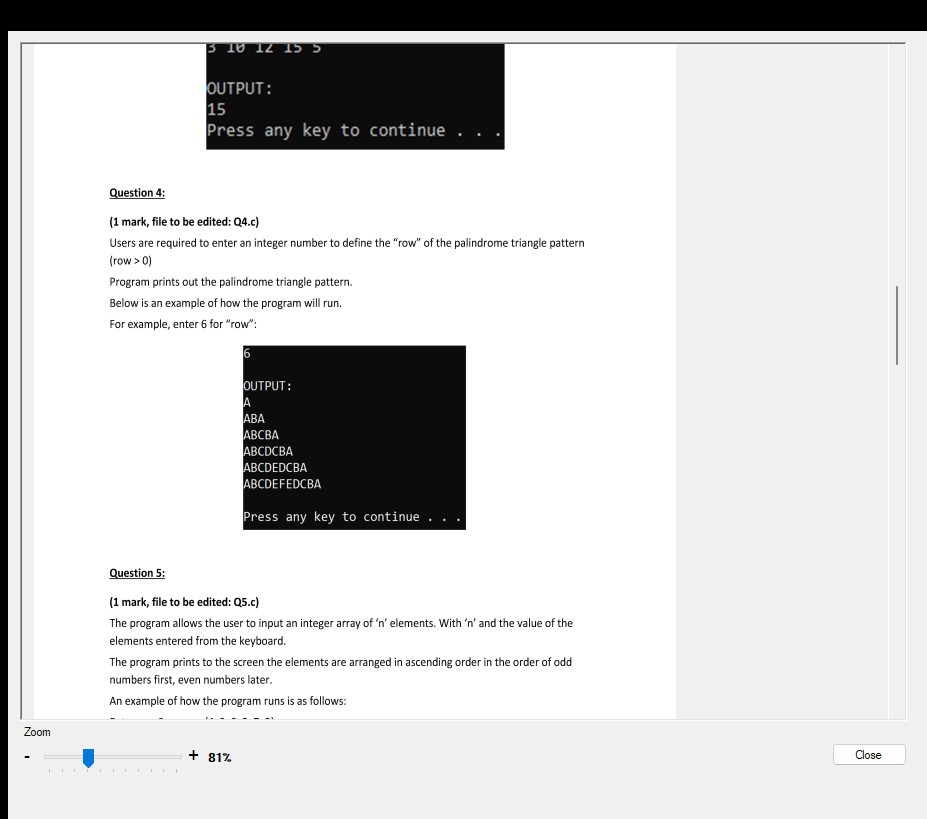 3 10 12 15 5
OUTPUT:
15
Press any key to continue . . .
Question 4:
(1 mark, file to be edited: Q4.c)
Users are required to enter an integer number to define the “row” of the palindrome triangle pattern
(row > 0)
Program prints out the palindrome triangle pattern.
Below is an example of how the program will run.
For example, enter 6 for “row”:
6
OUTPUT:
A
ABA
ABCBA
ABCDCBA
ABCDEDCBA
ABCDEFEDCBA
Press any key to continue . . .
Question 5:
(1 mark, file to be edited: Q5.c)
The program allows the user to input an integer array of ‘n’ elements. With ‘n’ and the value of the
elements entered from the keyboard.
The program prints to the screen the elements are arranged in ascending order in the order of odd
numbers first, even numbers later.
An example of how the program runs is as follows:
Zoom
- + 81%
Close